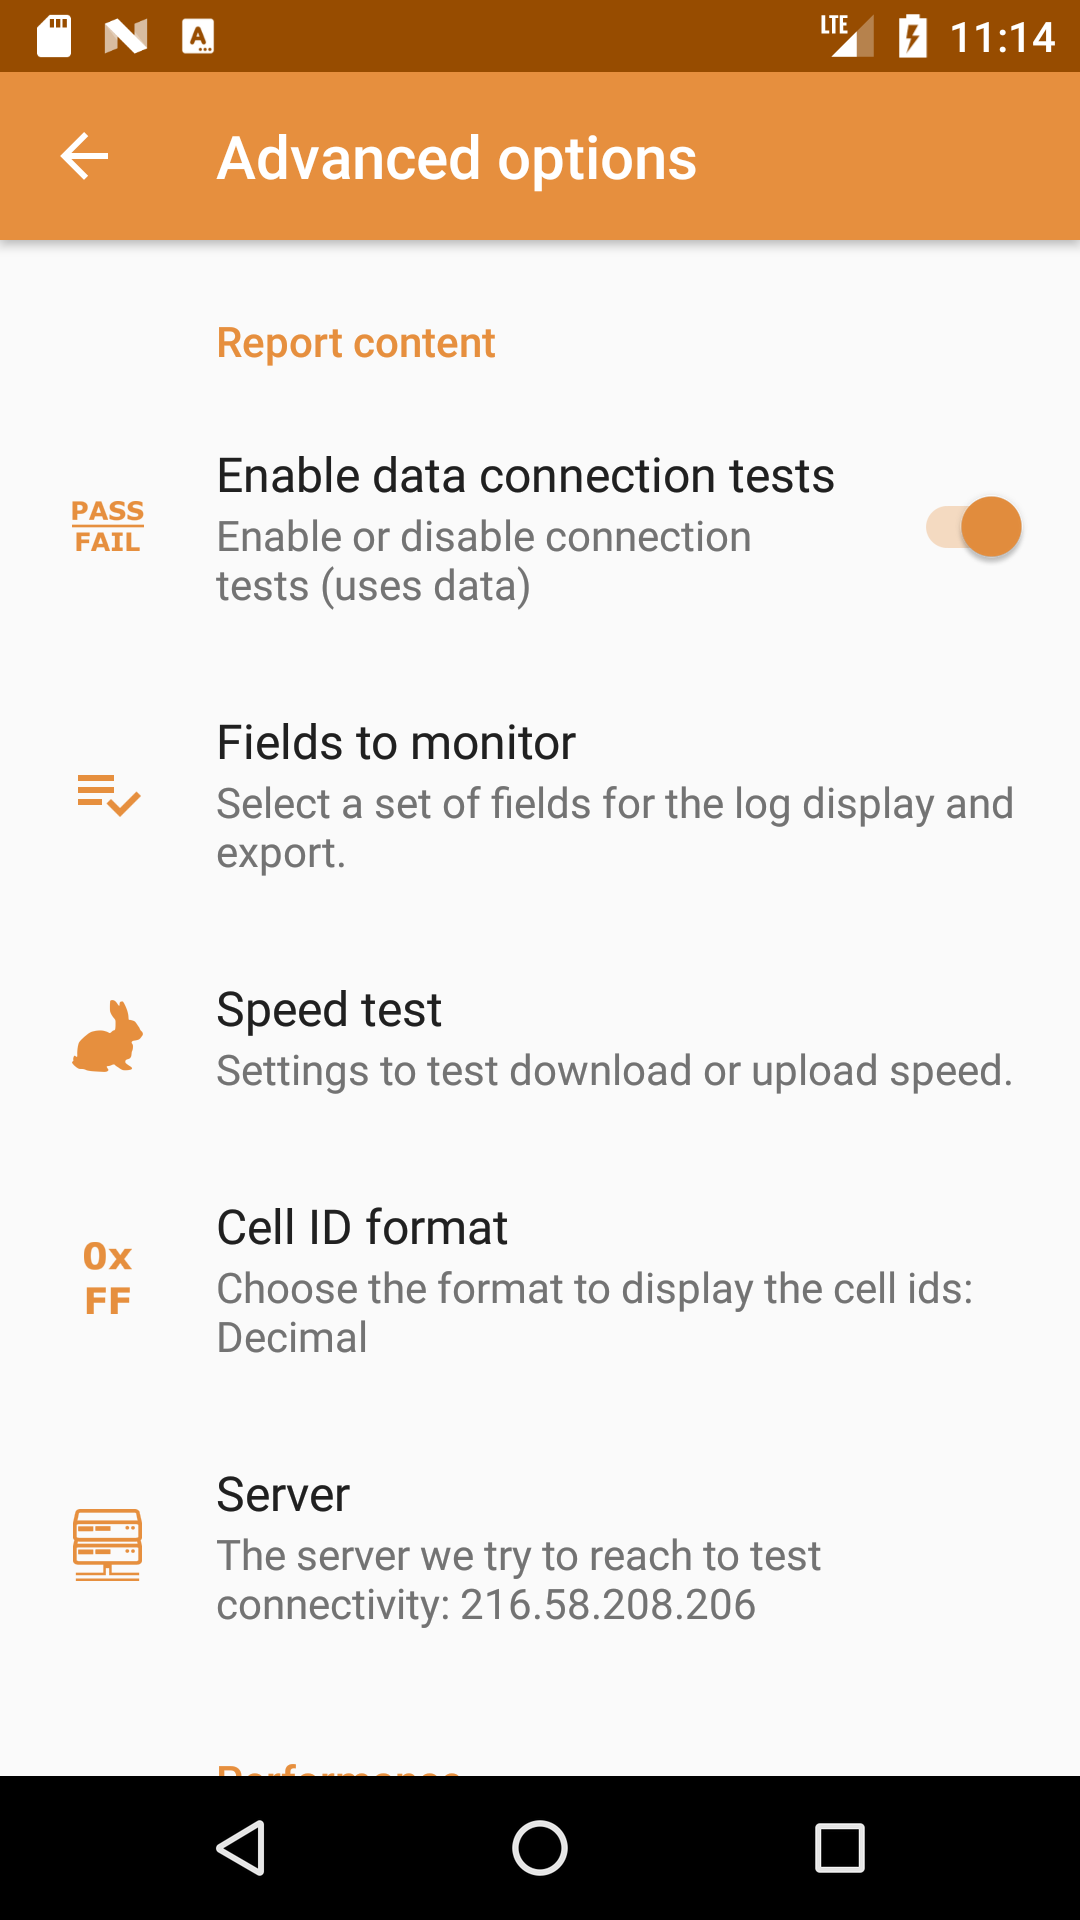 LTE 11:14
Advanced options
Report content
Enable data connection tests
PASS
FAIL
Enable or disable connection
tests (uses data)
Fields to monitor
Select a set of fields for the log display and
export.
Speed test
Settings to test download or upload speed.
Cell ID format
0x
FF
Choose the format to display the cell ids:
Decimal
Server
The server we try to reach to test
connectivity: 216.58.208.206
Performance